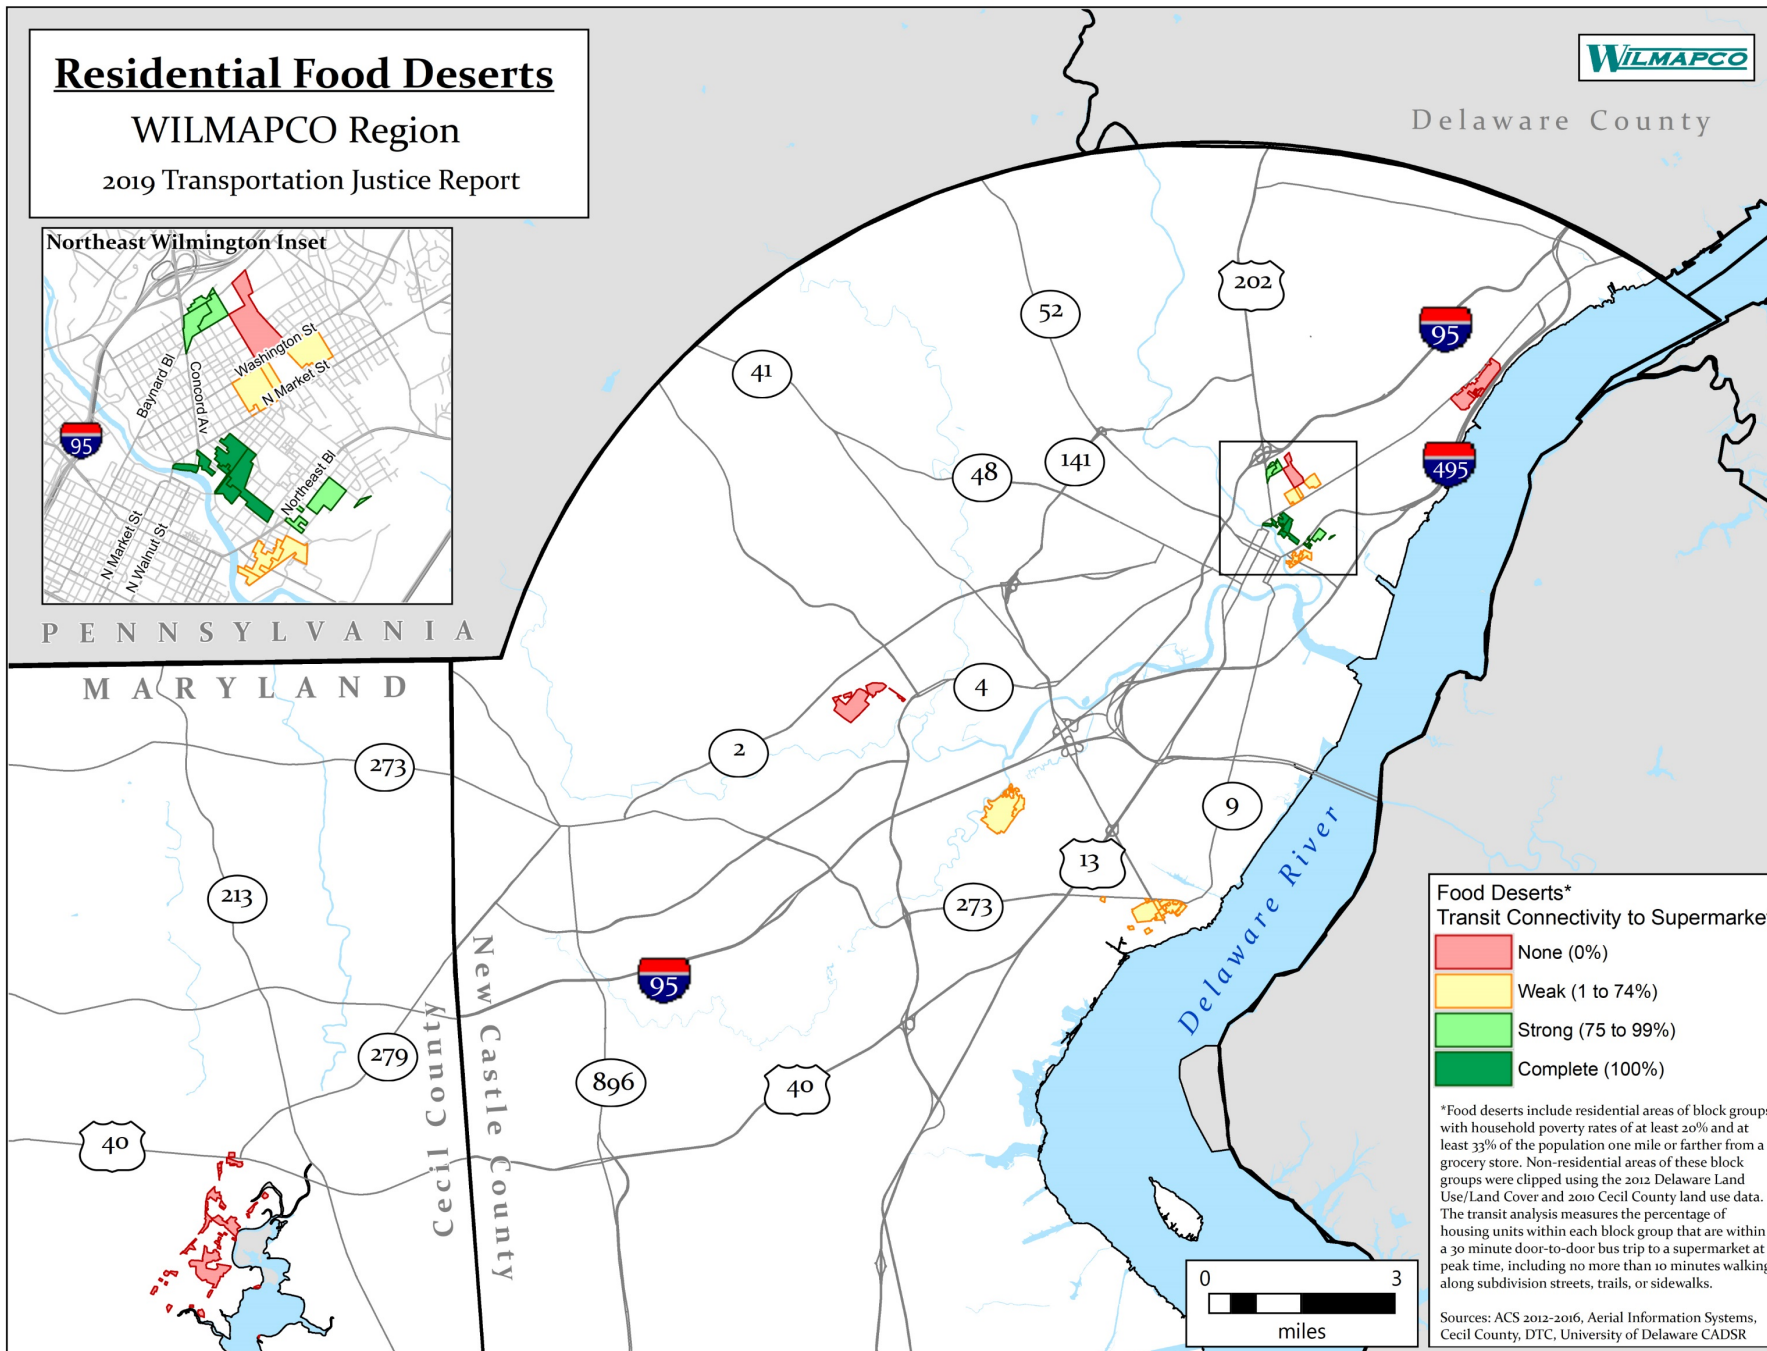 Residential Food Deserts
WILMAPCO Region
2019 Transportation Justice Report
WILMAPCO
Delaware County
Northeast Wilmington Inset
Washington St
N Market St
Baynard Bl
Concord Av
95
Northeast Bl
N Market St
N Walnut St
PENNSYLVANIA
MARYLAND
202
52
95
41
495
48
141
4
2
273
9
13
213
273
95
279
896
40
40
New Castle County
Cecil County
Delaware River
Food Deserts*
Transit Connectivity to Supermarket
None (0%)
Weak (1 to 74%)
Strong (75 to 99%)
Complete (100%)
*Food deserts include residential areas of block groups
with household poverty rates of at least 20% and at
least 33% of the population one mile or farther from a
grocery store. Non-residential areas of these block
groups were clipped using the 2012 Delaware Land
Use/Land Cover and 2010 Cecil County land use data.
The transit analysis measures the percentage of
housing units within each block group that are within
a 30 minute door-to-door bus trip to a supermarket at
peak time, including no more than 10 minutes walking
along subdivision streets, trails, or sidewalks.
Sources: ACS 2012-2016, Aerial Information Systems,
Cecil County, DTC, University of Delaware CADSR
0 3
miles